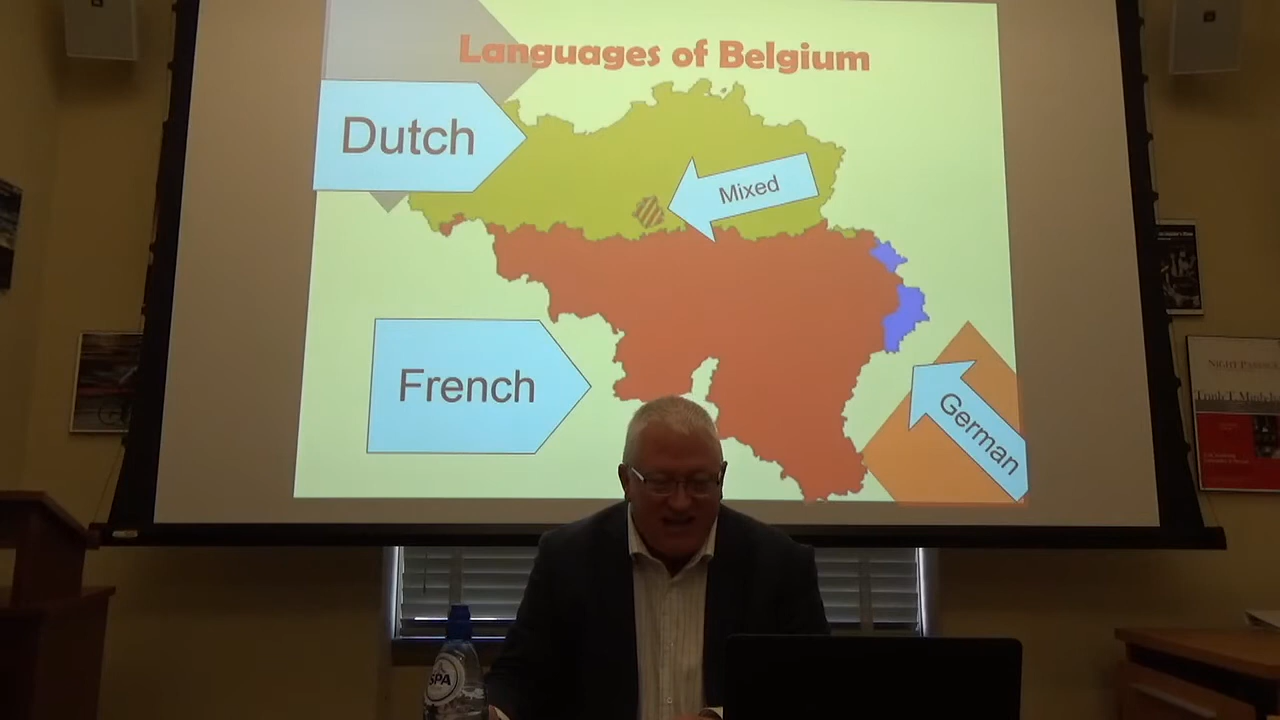 Languages of Belgium
Dutch
Mixed
French
German
SPA